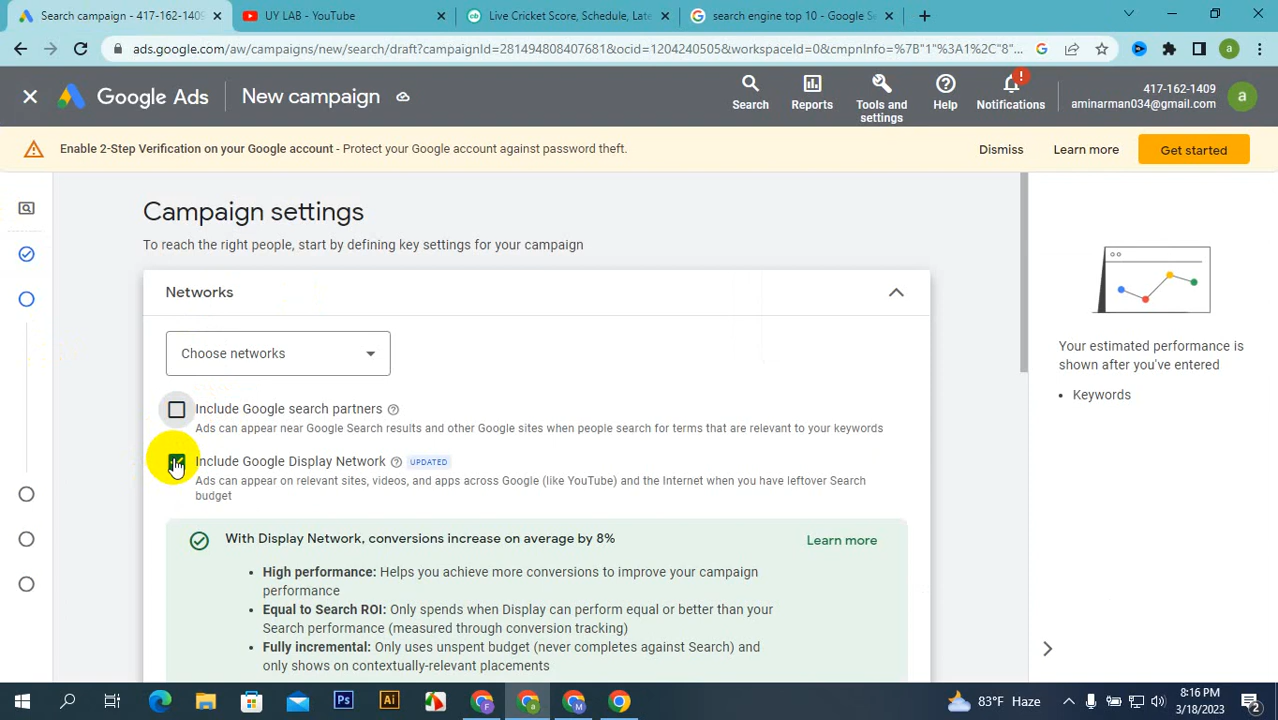 Search campaign - 417-162-1409
UY LAB - YouTube
Live Cricket Score, Schedule, Late
search engine top 10 - Google Se
ads.google.com/aw/campaigns/new/search/draft?campaignId=281494808407681&ocid=1204240505&workspaceId=0&cmpnInfo=%7B"1"%3A1%2C"8"...
Google Ads
New campaign
Search
Reports
Tools and
settings
Help
Notifications
417-162-1409
aminarman034@gmail.com
a
Enable 2-Step Verification on your Google account - Protect your Google account against password theft.
Dismiss
Learn more
Get started
Campaign settings
To reach the right people, start by defining key settings for your campaign
Networks
Choose networks
Include Google search partners
Ads can appear near Google Search results and other Google sites when people search for terms that are relevant to your keywords
Include Google Display Network UPDATED
Ads can appear on relevant sites, videos, and apps across Google (like YouTube) and the Internet when you have leftover Search
budget
With Display Network, conversions increase on average by 8%
Learn more
• High performance: Helps you achieve more conversions to improve your campaign
performance
• Equal to Search ROI: Only spends when Display can perform equal or better than your
Search performance (measured through conversion tracking)
• Fully incremental: Only uses unspent budget (never completes against Search) and
only shows on contextually-relevant placements
Your estimated performance is
shown after you've entered
• Keywords
83°F Haze
8:16 PM
3/18/2023
2